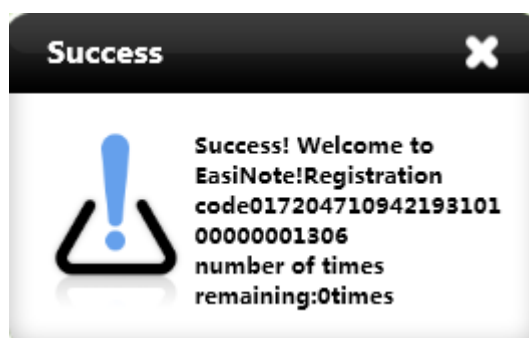 Success
Success! Welcome to
EasiNote!Registration
code017204710942193101
00000001306
number of times
remaining:0times